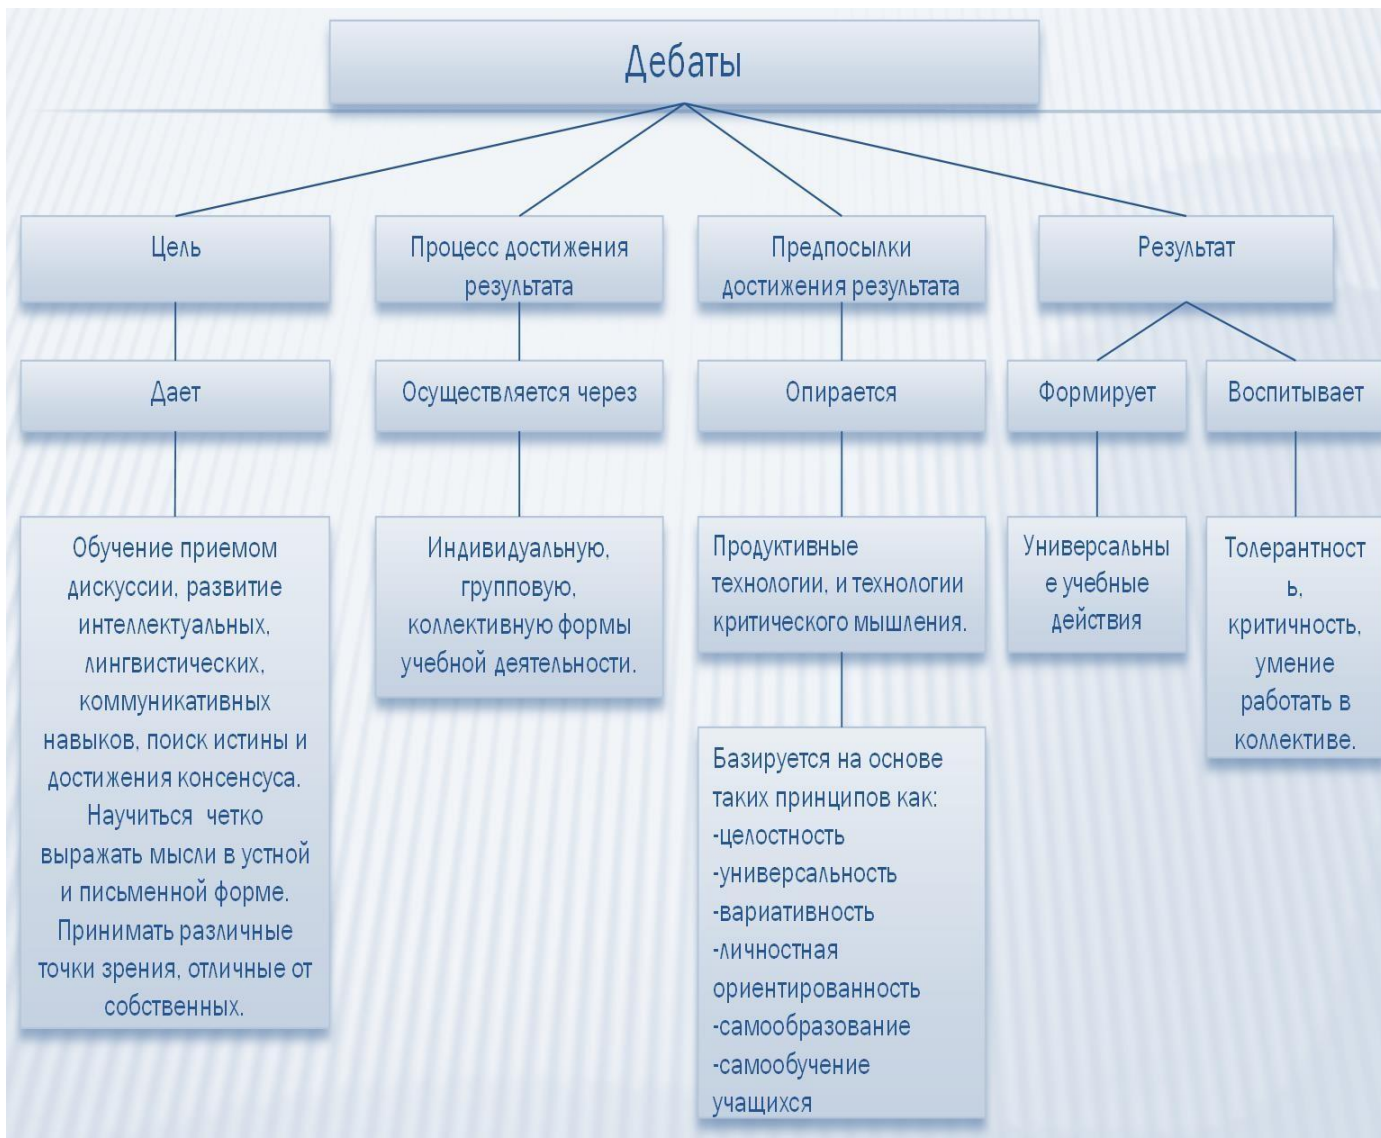 Дебаты
Цель
Процесс достижения
результата
Предпосылки
достижения результата
Результат
Дает
Осуществляется через
Опирается
Формирует
Воспитывает
Обучение приемом
дискуссии, развитие
интеллектуальных,
лингвистических,
коммуникативных
навыков, поиск истины и
достижения консенсуса.
Научиться четко
выражать мысли в устной
и письменной форме.
Принимать различные
точки зрения, отличные от
собственных.
Индивидуальную,
групповую,
коллективную формы
учебной деятельности.
Продуктивные
технологии, и технологии
критического мышления.
Базируется на основе
таких принципов как:
-целостность
-универсальность
-вариативность
-личностная
ориентированность
-самообразование
-самообучение
учащихся
Универсальны
е учебные
действия
Толерантност
ь,
критичность,
умение
работать в
коллективе.